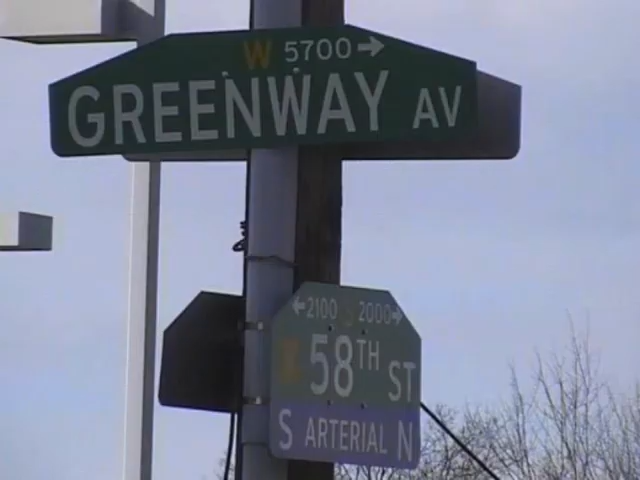 W 5700 →
GREENWAY AV
← 2100 S 2000 →
58TH ST
S ARTERIAL N